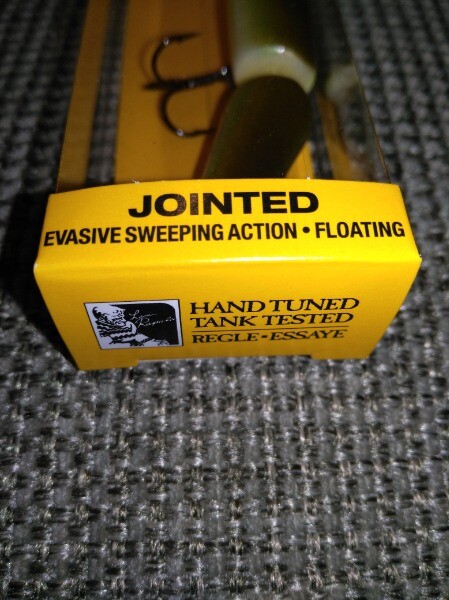 JOINTED
EVASIVE SWEEPING ACTION • FLOATING
HAND TUNED
TANK TESTED
REGLE • ESSAYE